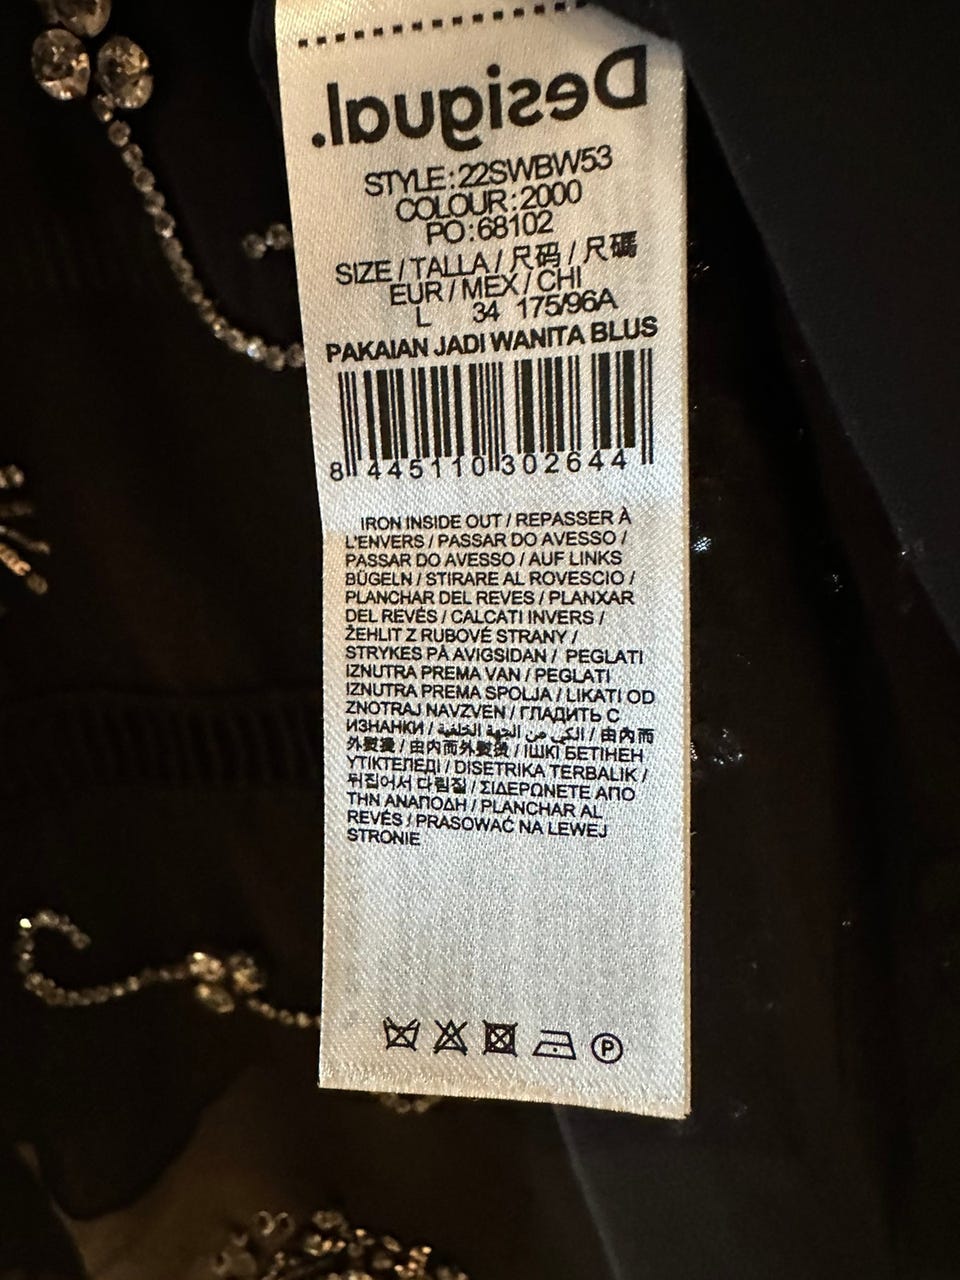 Desigual.
STYLE:22SWBW53
COLOUR:2000
PO:68102
SIZE/TALLA/尺码/尺碼
EUR/MEX/CHI
L 34 175/96A
PAKAIAN JADI WANITA BLUS
8 445110 302644
IRON INSIDE OUT / REPASSER À
L'ENVERS / PASSAR DO AVESSO /
PASSAR DO AVESSO / AUF LINKS
BÜGELN / STIRARE AL ROVESCIO /
PLANCHAR DEL REVES / PLANXAR
DEL REVÉS / CALCATI INVERS /
ŽEHLIT Z RUBOVÉ STRANY /
STRYKES PÅ AVIGSIDAN / PEGLATI
IZNUTRA PREMA VAN / PEGLATI
IZNUTRA PREMA SPOLJA / LIKATI OD
ZNOTRAJ NAVZVEN / ГЛАДИТЬ С
ИЗНАНКИ / الكي من الجهة الخلفية / 由內而
外熨燙 / 由內而外熨燙 / ІШКІ БЕТІНЕН
ҮТІКТЕЛЕДІ / DISETRIKA TERBALIK /
뒤집어서 다림질 / ΣΙΔΕΡΩΝΕΤΕ ΑΠΟ
ΤΗΝ ΑΝΑΠΟΔΗ / PLANCHAR AL
REVÉS / PRASOWAĆ NA LEWEJ
STRONIE
P